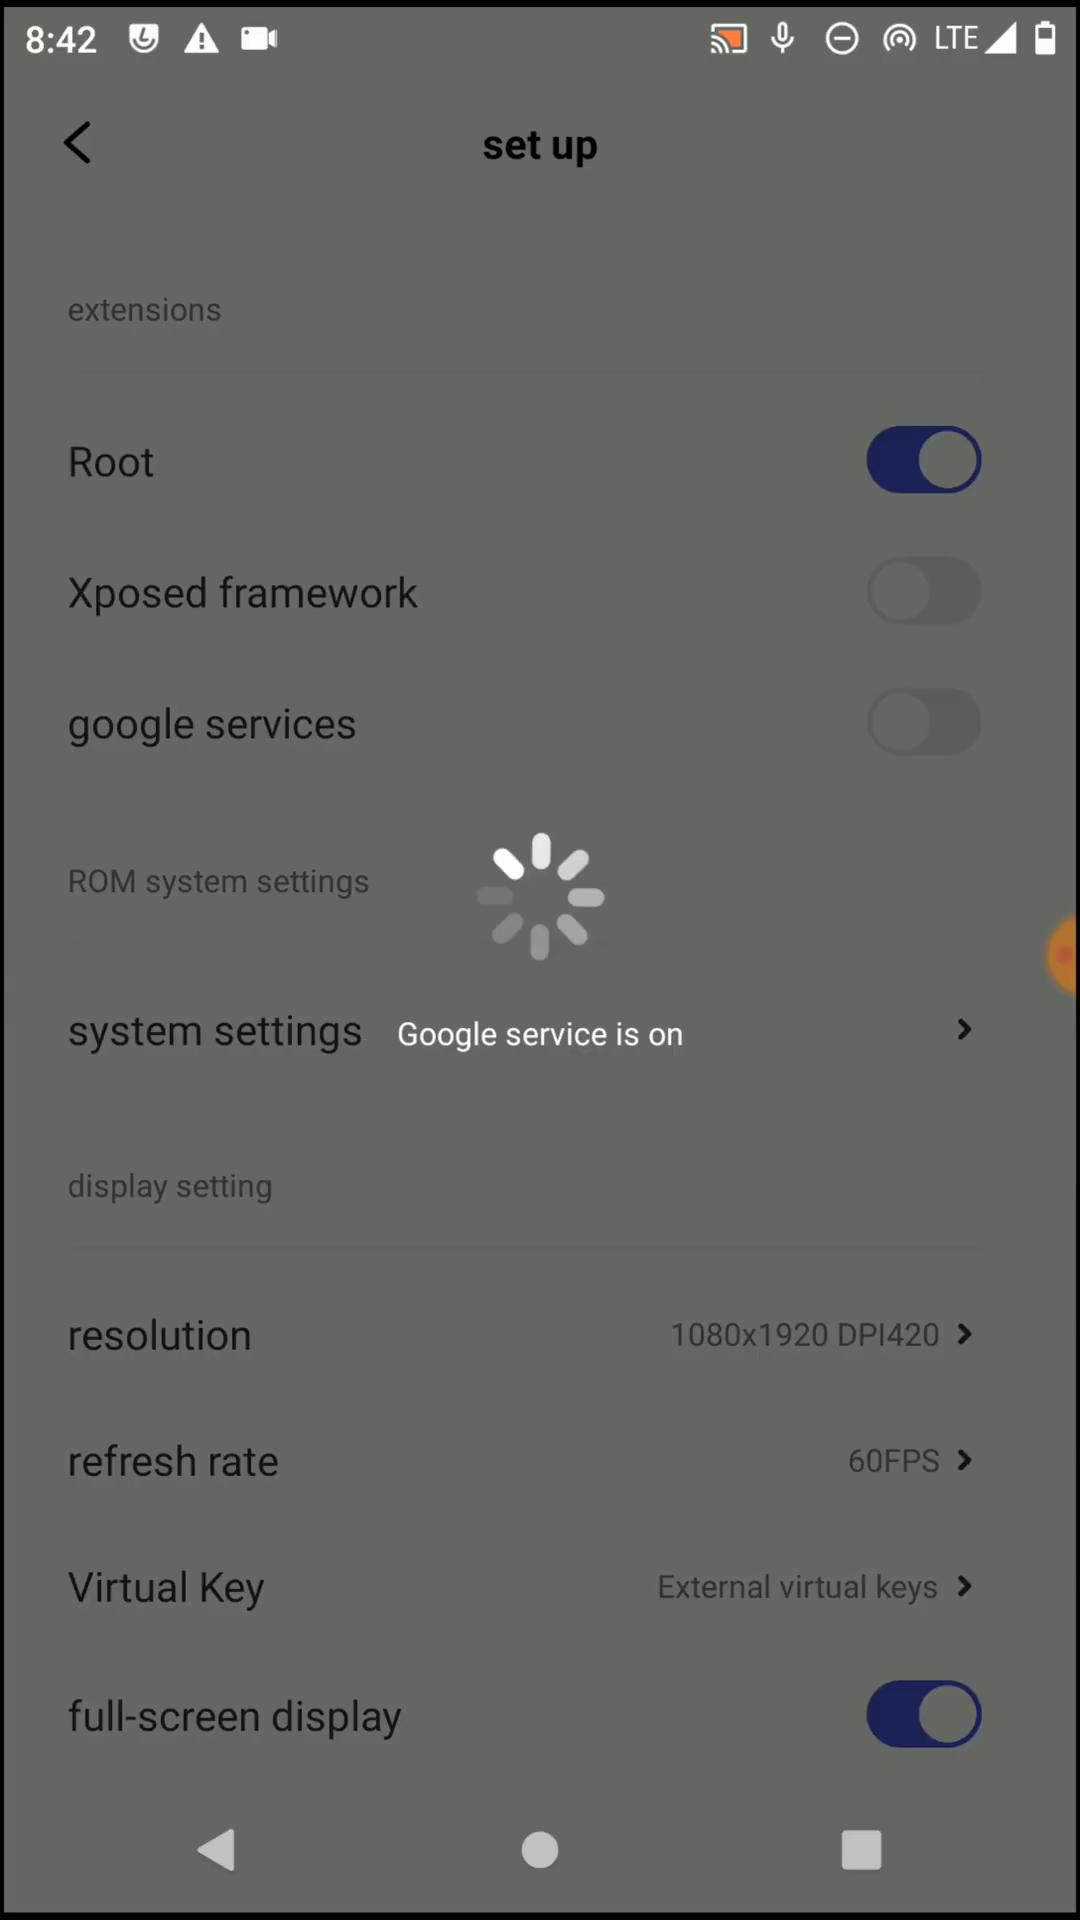 8:42 LTE
set up
extensions
Root
Xposed framework
google services
ROM system settings
system settings
Google service is on
display setting
resolution 1080x1920 DPI420
refresh rate 60FPS
Virtual Key External virtual keys
full-screen display